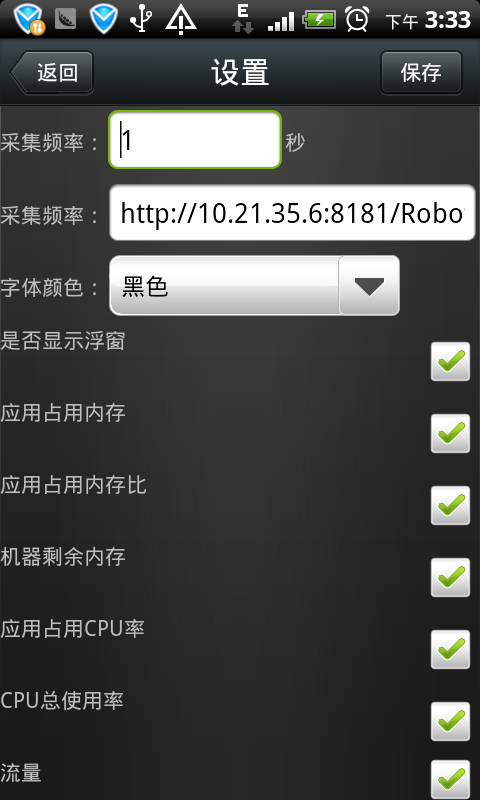 E
下午 3:33
返回
设置
保存
采集频率：
1
秒
采集频率：
http://10.21.35.6:8181/Robo
字体颜色：
黑色
是否显示浮窗
应用占用内存
应用占用内存比
机器剩余内存
应用占用CPU率
CPU总使用率
流量